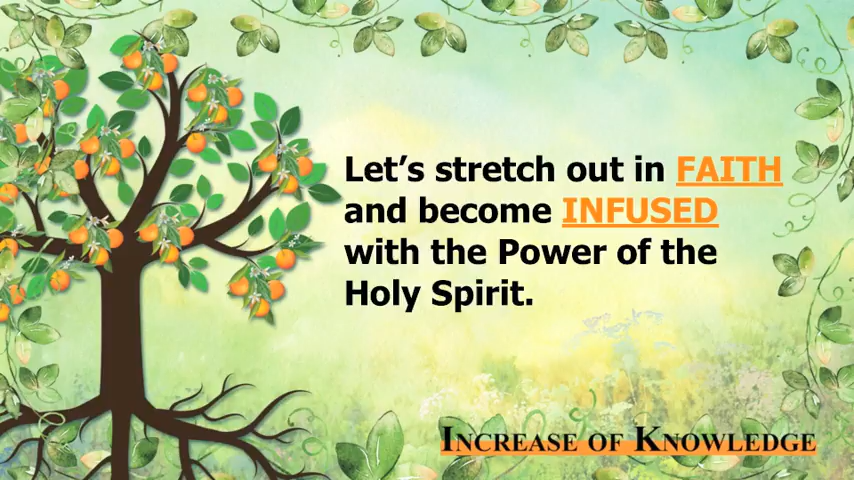 Let’s stretch out in FAITH
and become INFUSED
with the Power of the
Holy Spirit.
INCREASE OF KNOWLEDGE